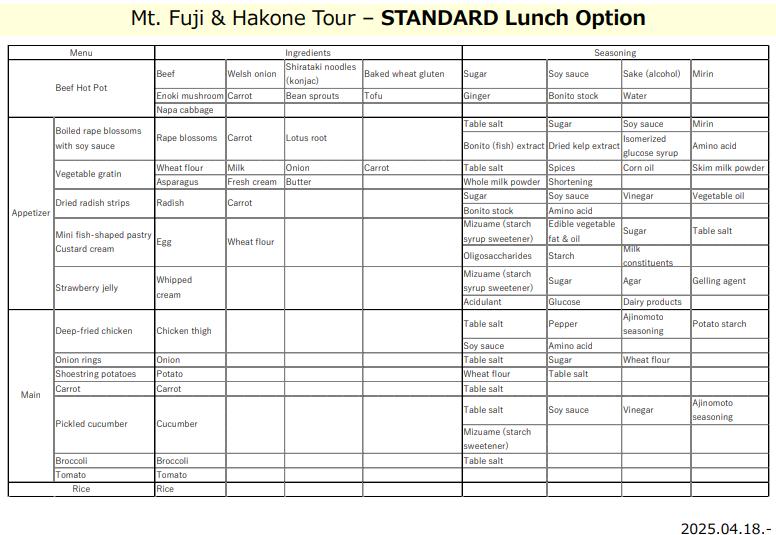 Mt. Fuji & Hakone Tour – STANDARD Lunch Option
Menu Ingredients Seasoning
Beef Hot Pot
Beef Welsh onion Shirataki noodles (konjac) Baked wheat gluten Sugar Soy sauce Sake (alcohol) Mirin
Enoki mushroom Carrot Bean sprouts Tofu Ginger Bonito stock Water
Napa cabbage
Appetizer
Boiled rape blossoms with soy sauce Rape blossoms Carrot Lotus root Table salt Sugar Soy sauce Mirin
Bonito (fish) extract Dried kelp extract Isomerized glucose syrup Amino acid
Vegetable gratin Wheat flour Milk Onion Carrot Table salt Spices Corn oil Skim milk powder
Asparagus Fresh cream Butter Whole milk powder Shortening
Dried radish strips Radish Carrot Sugar Soy sauce Vinegar Vegetable oil
Bonito stock Amino acid
Mini fish-shaped pastry Custard cream Egg Wheat flour Mizuame (starch syrup sweetener) Edible vegetable fat & oil Sugar Table salt
Oligosaccharides Starch Milk constituents
Strawberry jelly Whipped cream Mizuame (starch syrup sweetener) Sugar Agar Gelling agent
Acidulant Glucose Dairy products
Main
Deep-fried chicken Chicken thigh Table salt Pepper Ajinomoto seasoning Potato starch
Soy sauce Amino acid
Onion rings Onion Table salt Sugar Wheat flour
Shoestring potatoes Potato Wheat flour Table salt
Carrot Carrot Table salt
Pickled cucumber Cucumber Table salt Soy sauce Vinegar Ajinomoto seasoning
Mizuame (starch sweetener)
Broccoli Broccoli Table salt
Tomato Tomato
Rice Rice
2025.04.18.-